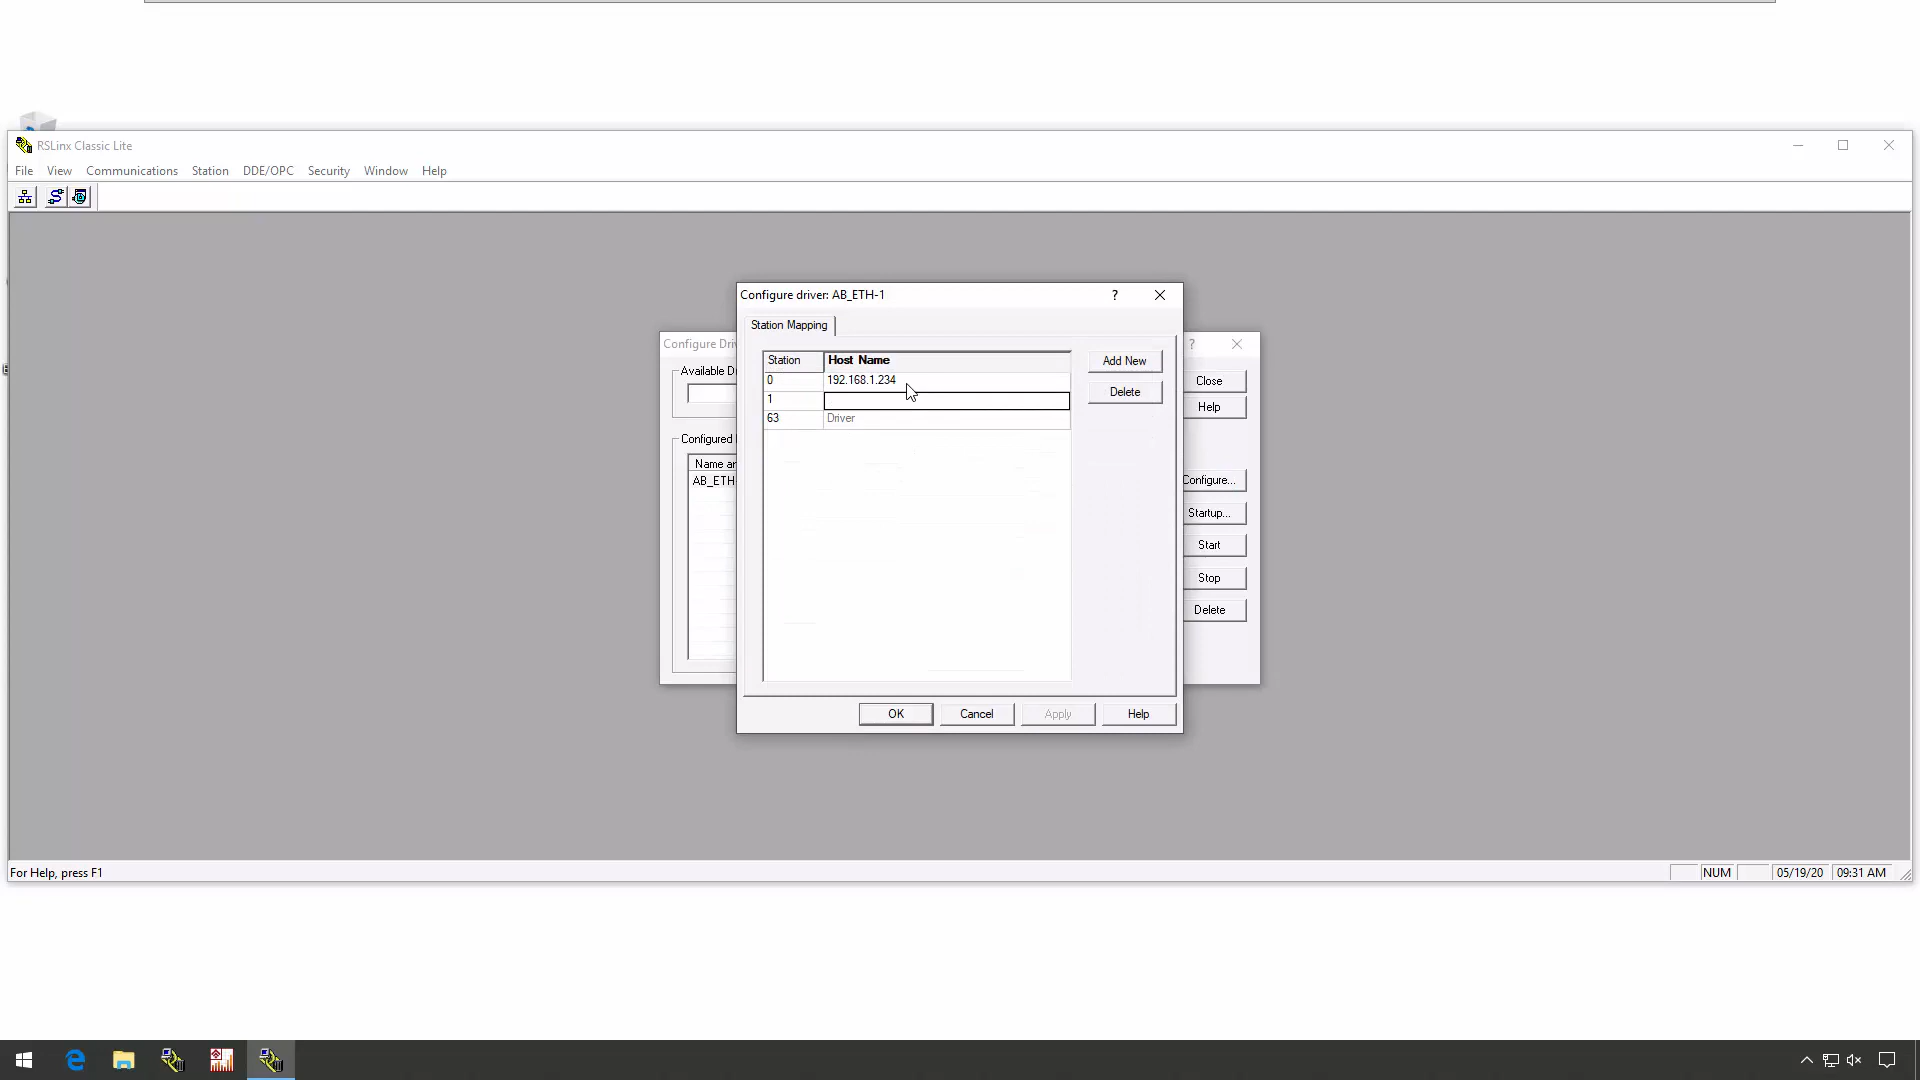 RSLinx Classic Lite
File View Communications Station DDE/OPC Security Window Help
Configure driver: AB_ETH-1
?
Station Mapping
Configure Dri
?
Station Host Name
0 192.168.1.234
1
63 Driver
Add New
Delete
Available D
Configured
Name an
AB_ETH-
Close
Help
Configure...
Startup...
Start
Stop
Delete
OK Cancel Apply Help
For Help, press F1
NUM 05/19/20 09:31 AM